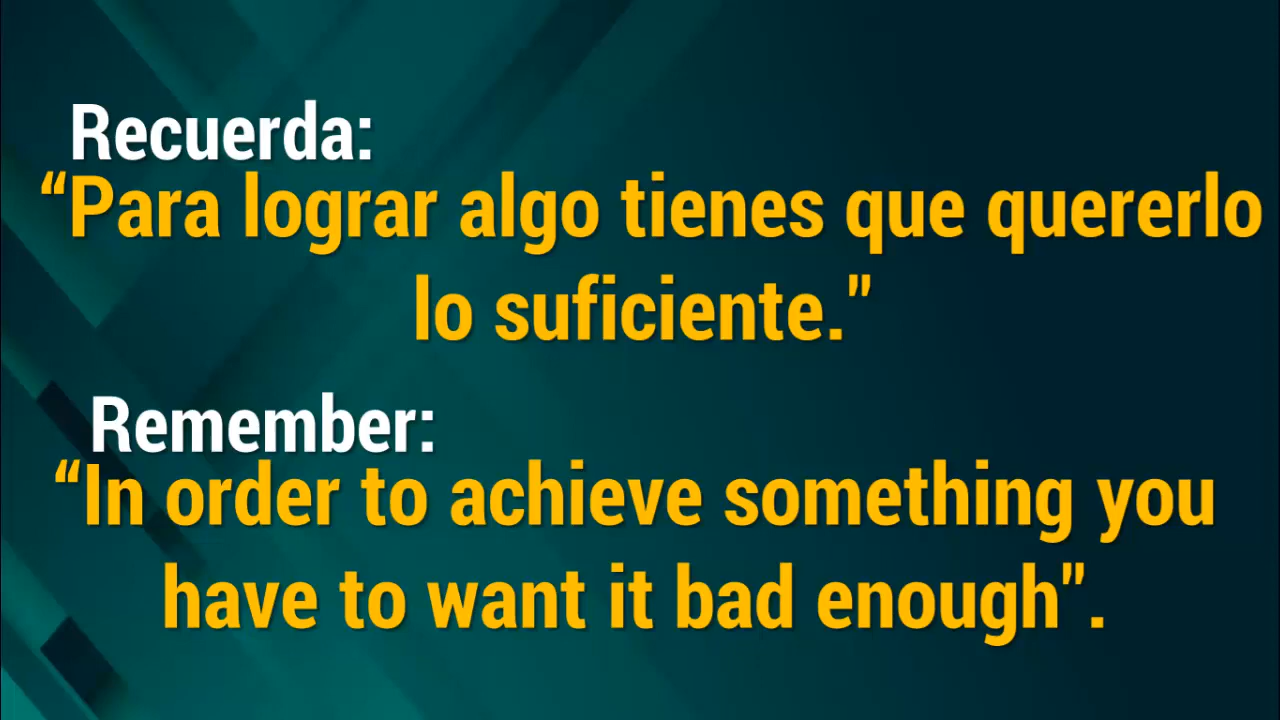 Recuerda:
“Para lograr algo tienes que quererlo
lo suficiente.”
Remember:
“In order to achieve something you
have to want it bad enough".